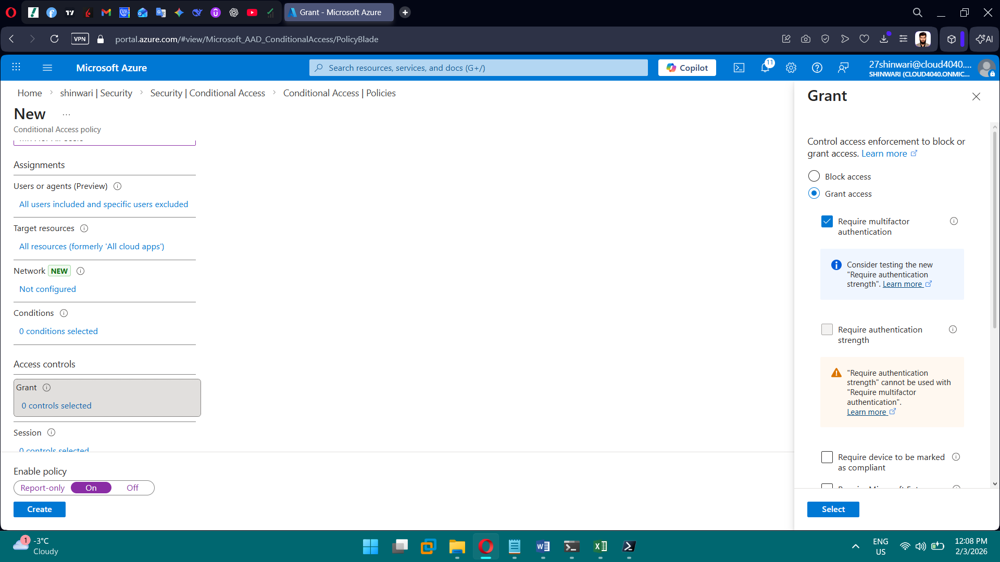 Grant - Microsoft Azure
VPN
portal.azure.com/#view/Microsoft_AAD_ConditionalAccess/PolicyBlade
AI
Microsoft Azure
Search resources, services, and docs (G+/)
Copilot
11
27shinwari@cloud4040....
SHINWARI (CLOUD4040.ONMIC...
Home
shinwari | Security
Security | Conditional Access
Conditional Access | Policies
New
...
Conditional Access policy
Assignments
Users or agents (Preview)
All users included and specific users excluded
Target resources
All resources (formerly 'All cloud apps')
Network NEW
Not configured
Conditions
0 conditions selected
Access controls
Grant
0 controls selected
Session
0 controls selected
Enable policy
Report-only On Off
Create
Grant
Control access enforcement to block or
grant access. Learn more
Block access
Grant access
Require multifactor
authentication
Consider testing the new
"Require authentication
strength". Learn more
Require authentication
strength
"Require authentication
strength" cannot be used with
"Require multifactor
authentication".
Learn more
Require device to be marked
as compliant
Select
1
-3°C
Cloudy
ENG
US
12:08 PM
2/3/2026